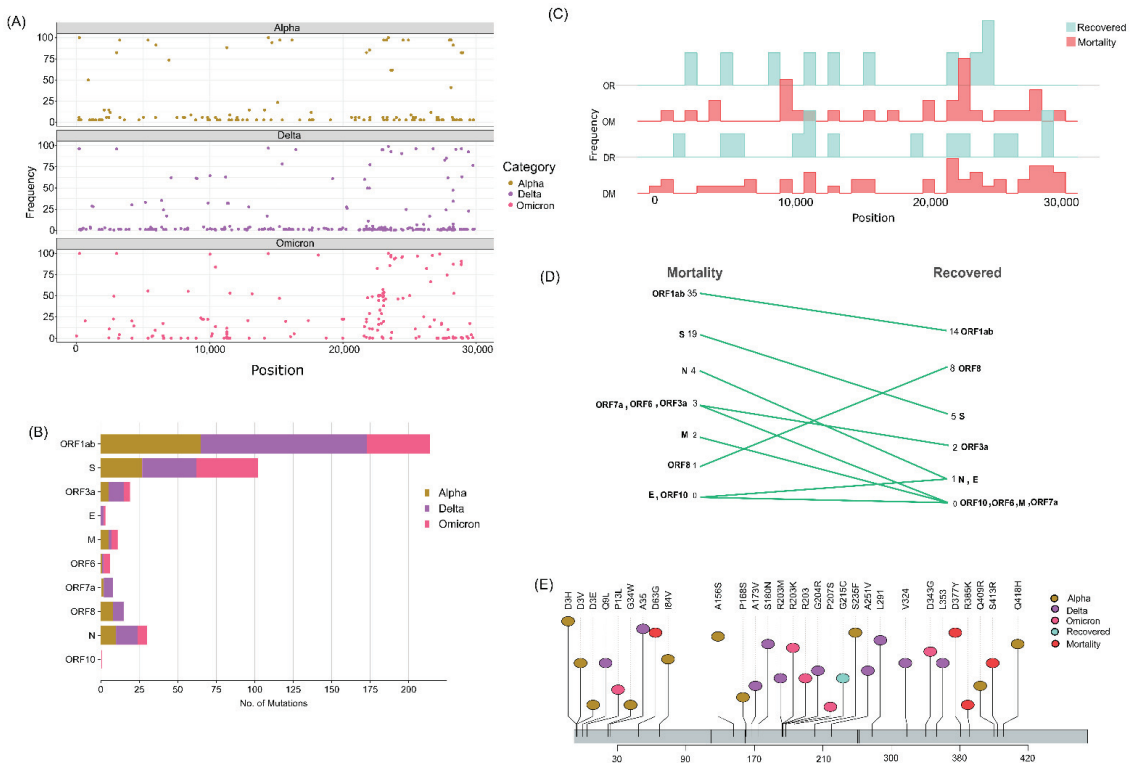 (A)
Alpha
100
75
50
25
0
Delta
100
75
50
25
0
Omicron
100
75
50
25
0
Frequency
10,000
20,000
30,000
Position
Category
Alpha
Delta
Omicron
(B)
ORF1ab
S
ORF3a
E
M
ORF6
ORF7a
ORF8
N
ORF10
0 25 50 75 100 125 150 175 200
No. of Mutations
Alpha
Delta
Omicron
(C)
Recovered
Mortality
OR
OM
DR
DM
Frequency
0 10,000 20,000 30,000
Position
(D)
Mortality Recovered
ORF1ab 35
S 19
N 4
ORF7a , ORF6 , ORF3a 3
M 2
ORF8 1
E , ORF10 0
14 ORF1ab
8 ORF8
5 S
2 ORF3a
1 N , E
0 ORF10, ORF6, M, ORF7a
(E)
D3H D3V D3E Q9L P13L G34W A35 D63G I84V A156S P168S A173V S180N R203M R203K R203 G204R P207S G215C S235F A251V L291 V324 D343G L353 D377Y R385K Q409R S413R Q418H
Alpha
Delta
Omicron
Recovered
Mortality
30 90 170 210 300 380 420